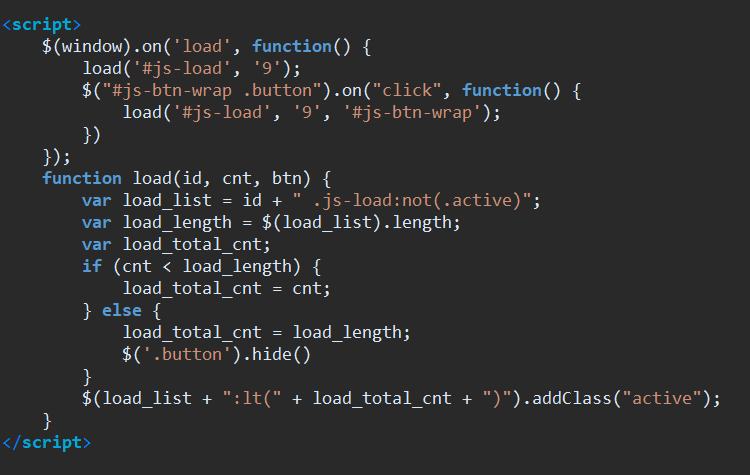 <script>
$(window).on('load', function() {
load('#js-load', '9');
$("#js-btn-wrap .button").on("click", function() {
load('#js-load', '9', '#js-btn-wrap');
})
});
function load(id, cnt, btn) {
var load_list = id + " .js-load:not(.active)";
var load_length = $(load_list).length;
var load_total_cnt;
if (cnt < load_length) {
load_total_cnt = cnt;
} else {
load_total_cnt = load_length;
$('.button').hide()
}
$(load_list + ":lt(" + load_total_cnt + ")").addClass("active");
}
</script>